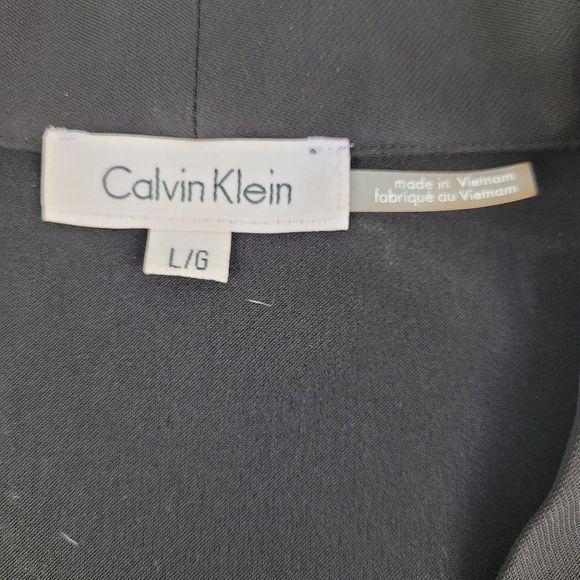 Calvin Klein
L/G
made in Vietnam
fabriqué au Vietnam